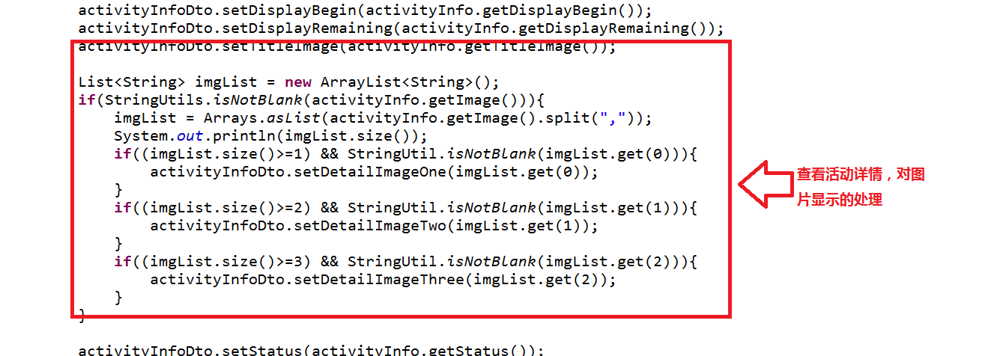 activityInfoDto.setDisplayBegin(activityInfo.getDisplayBegin());
activityInfoDto.setDisplayRemaining(activityInfo.getDisplayRemaining());
activityInfoDto.setTitleImage(activityInfo.getTitleImage());
List<String> imgList = new ArrayList<String>();
if(StringUtils.isNotBlank(activityInfo.getImage())){
    imgList = Arrays.asList(activityInfo.getImage().split(","));
    System.out.println(imgList.size());
    if((imgList.size()>=1) && StringUtil.isNotBlank(imgList.get(0))){
        activityInfoDto.setDetailImageOne(imgList.get(0));
    }
    if((imgList.size()>=2) && StringUtil.isNotBlank(imgList.get(1))){
        activityInfoDto.setDetailImageTwo(imgList.get(1));
    }
    if((imgList.size()>=3) && StringUtil.isNotBlank(imgList.get(2))){
        activityInfoDto.setDetailImageThree(imgList.get(2));
    }
}
activityInfoDto.setStatus(activityInfo.getStatus());
查看活动详情，对图
片显示的处理